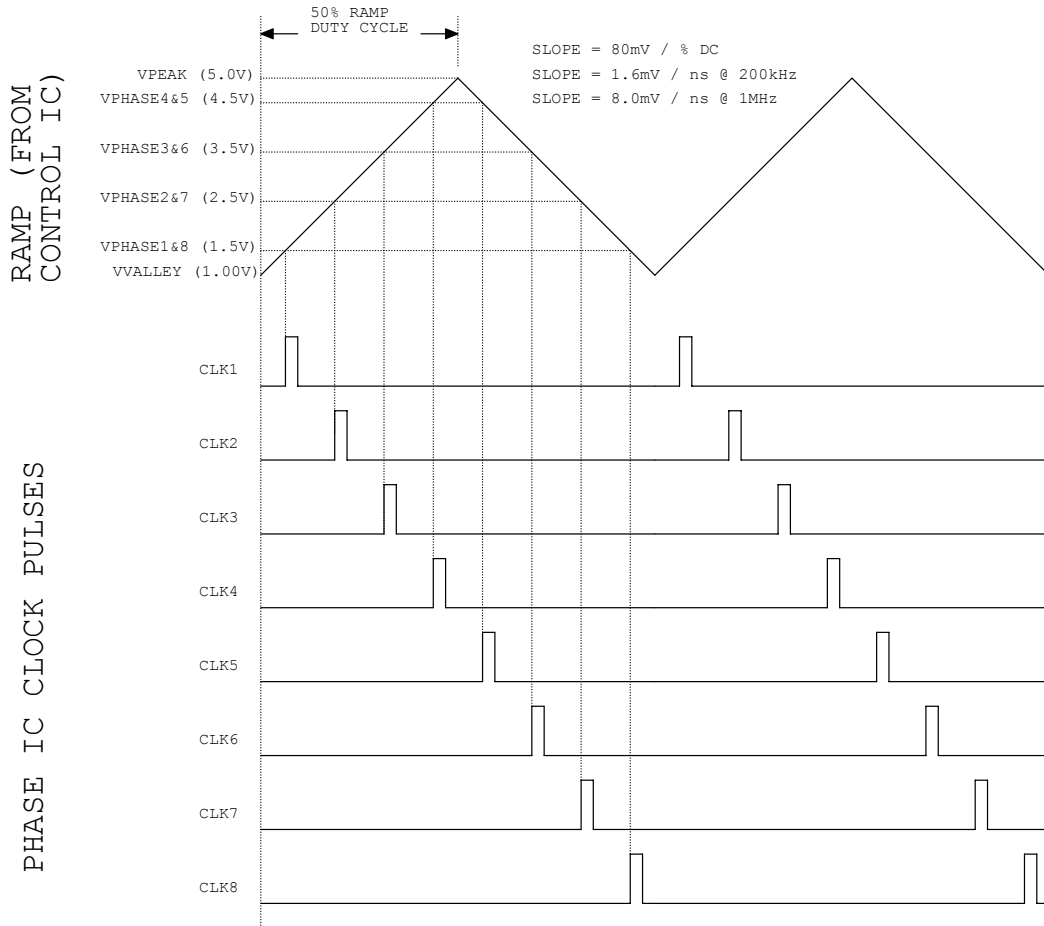 50% RAMP
DUTY CYCLE
SLOPE = 80mV / % DC
SLOPE = 1.6mV / ns @ 200kHz
SLOPE = 8.0mV / ns @ 1MHz
RAMP (FROM
CONTROL IC)
VPEAK (5.0V)
VPHASE4&5 (4.5V)
VPHASE3&6 (3.5V)
VPHASE2&7 (2.5V)
VPHASE1&8 (1.5V)
VVALLEY (1.00V)
PHASE IC CLOCK PULSES
CLK1
CLK2
CLK3
CLK4
CLK5
CLK6
CLK7
CLK8